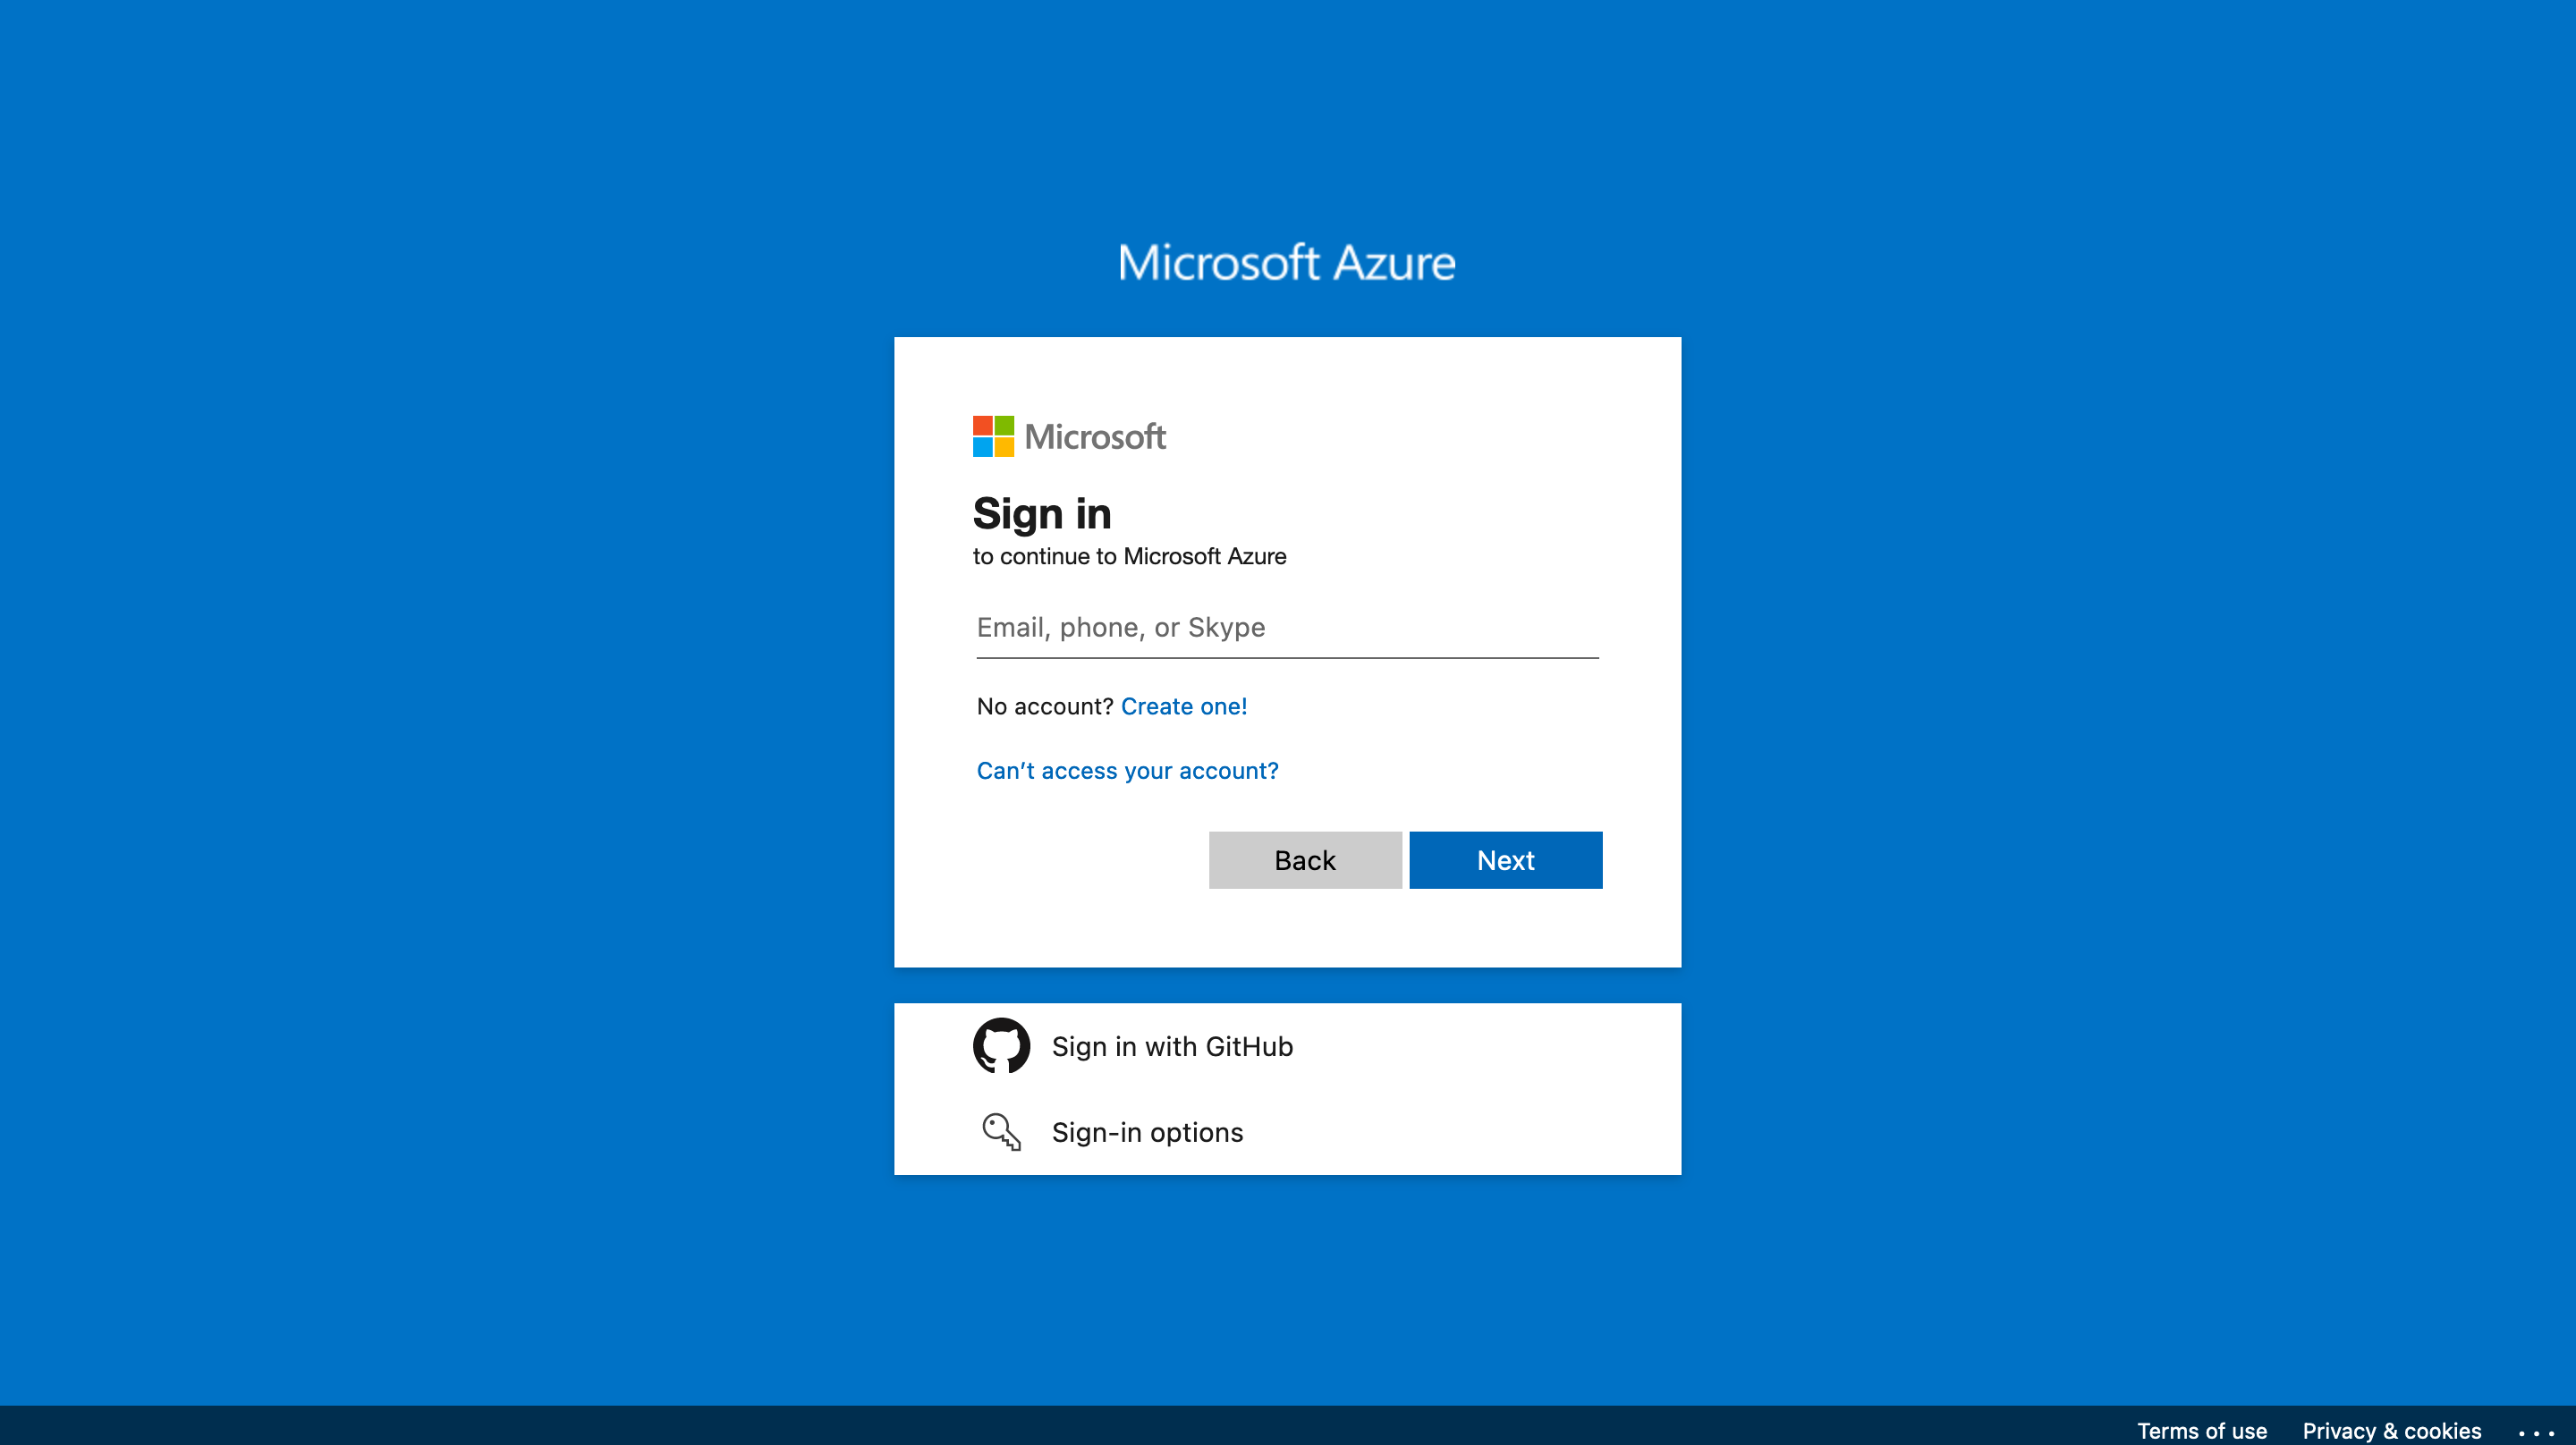 Microsoft Azure
Microsoft
Sign in
to continue to Microsoft Azure
Email, phone, or Skype
No account? Create one!
Can’t access your account?
Back Next
Sign in with GitHub
Sign-in options
Terms of use Privacy & cookies ...